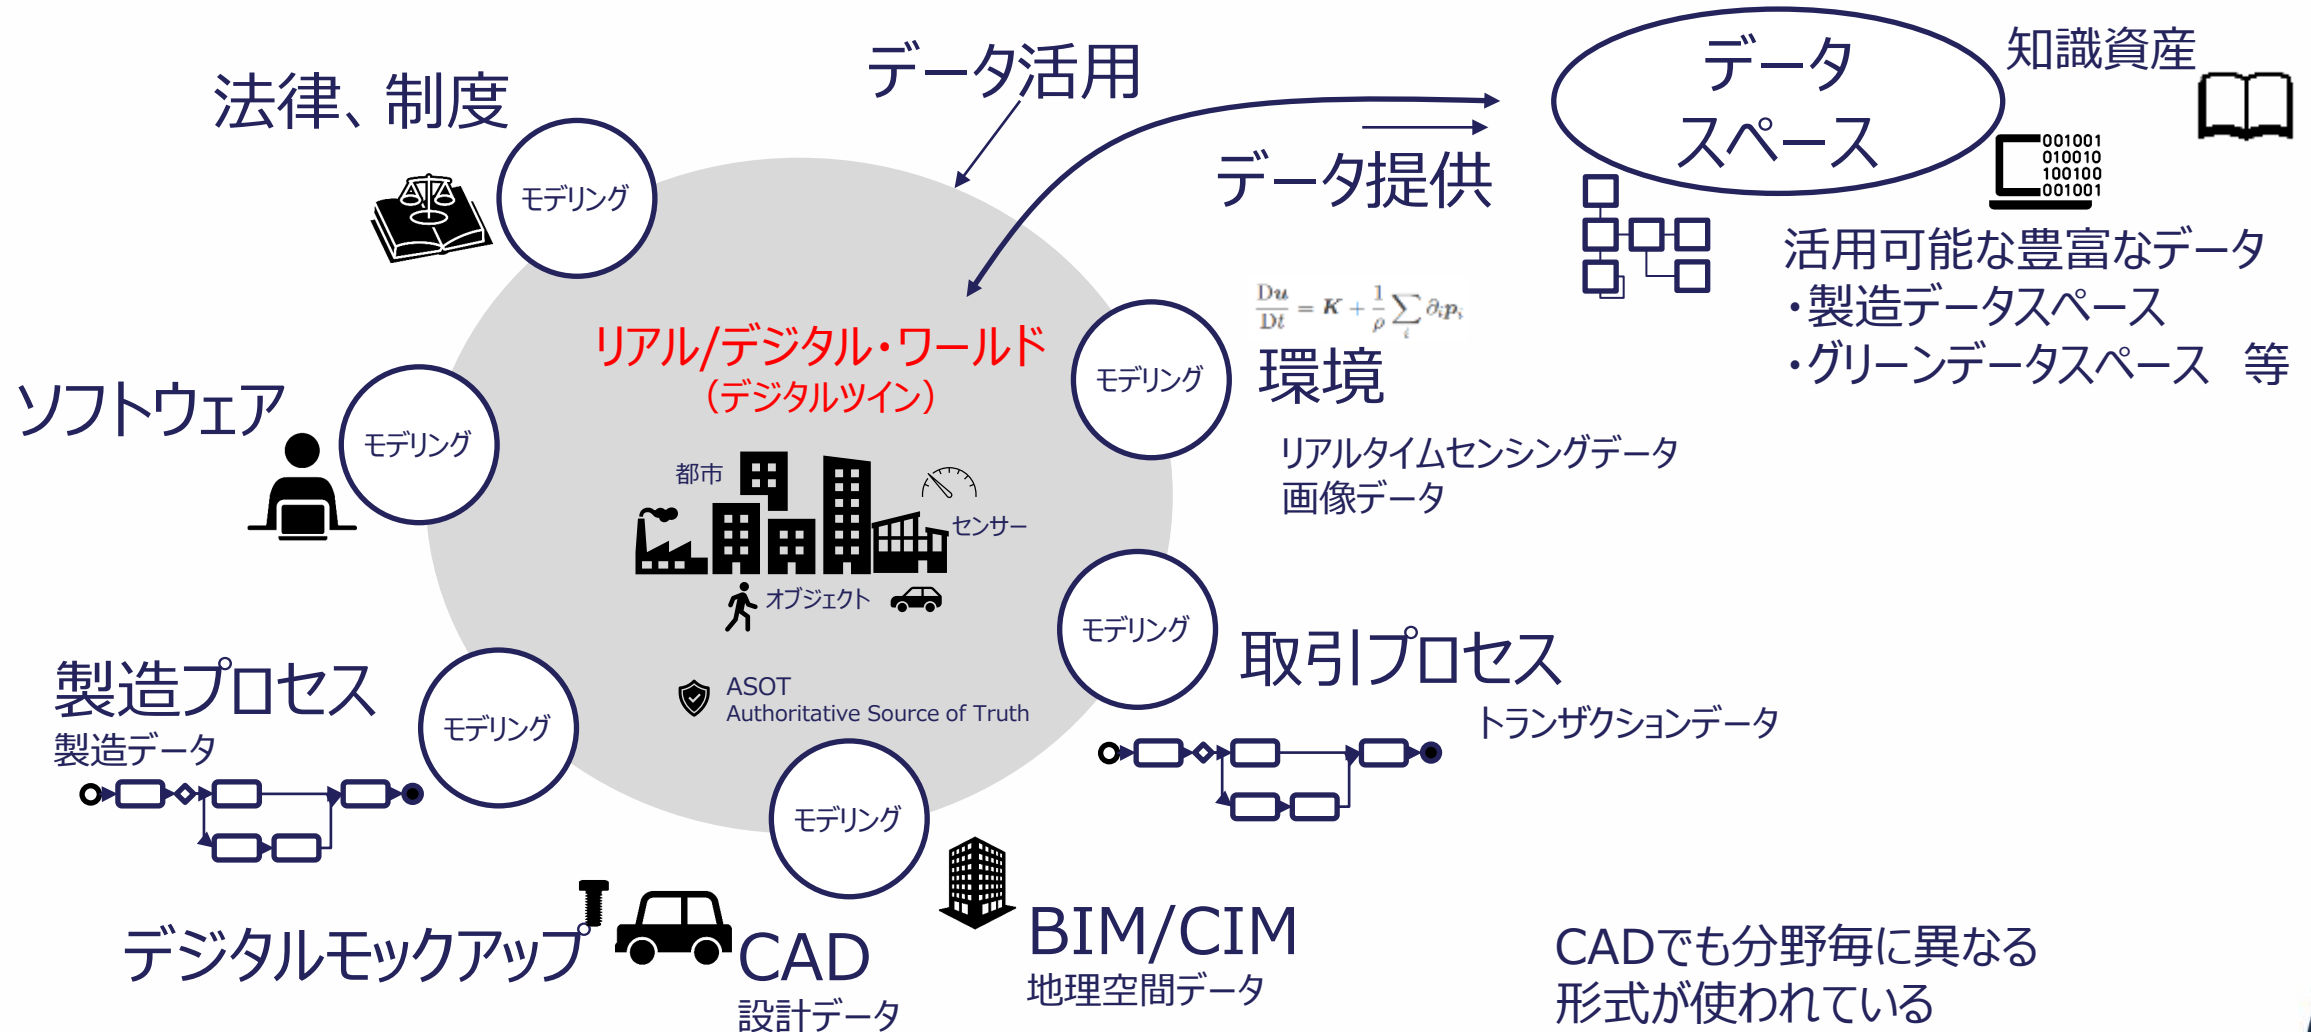 法律、制度
データ活用
データ
スペース
知識資産
001001
010010
100100
001001
データ提供
モデリング
活用可能な豊富なデータ
・製造データスペース
・グリーンデータスペース　等
Du/Dt = K + 1/ρ ∑i ∂ipi
リアル/デジタル・ワールド
（デジタルツイン）
モデリング
環境
リアルタイムセンシングデータ
画像データ
ソフトウェア
モデリング
都市
センサー
オブジェクト
モデリング
取引プロセス
トランザクションデータ
製造プロセス
製造データ
モデリング
ASOT
Authoritative Source of Truth
モデリング
デジタルモックアップ
CAD
設計データ
BIM/CIM
地理空間データ
CADでも分野毎に異なる
形式が使われている